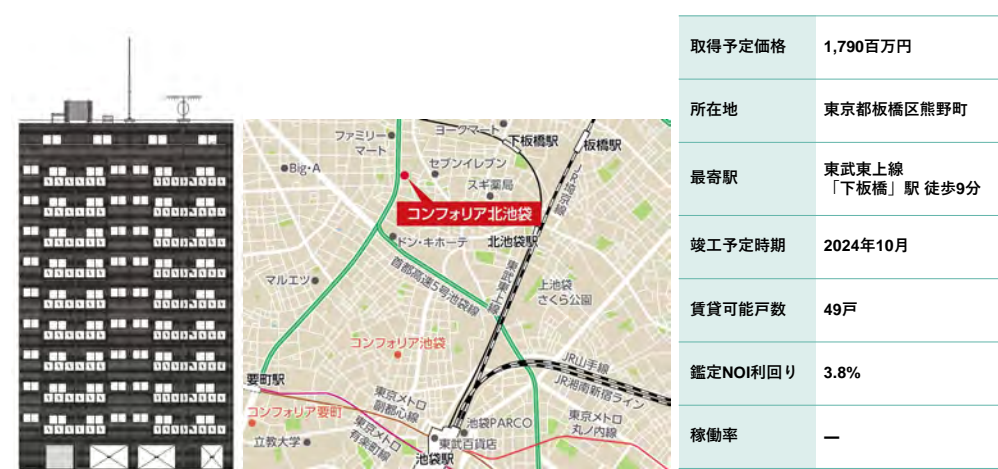 ファミリー
マート
ヨークマート
下板橋駅
板橋駅
Big・A
セブンイレブン
スギ薬局
JR埼京線
コンフォリア北池袋
ドン・キホーテ
北池袋駅
マルエツ
首都高速5号池袋線
東武東上線
上池袋
さくら公園
コンフォリア池袋
JR山手線
JR湘南新宿ライン
要町駅
東京メトロ
副都心線
コンフォリア要町
東京メトロ
有楽町線
池袋PARCO
東京メトロ
丸ノ内線
立教大学
東武百貨店
池袋駅
取得予定価格 1,790百万円
所在地 東京都板橋区熊野町
最寄駅 東武東上線
「下板橋」駅 徒歩9分
竣工予定時期 2024年10月
賃貸可能戸数 49戸
鑑定NOI利回り 3.8%
稼働率 ―